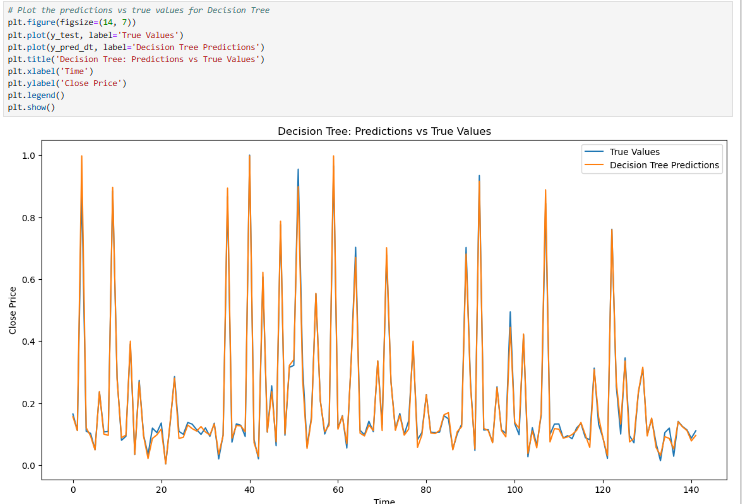 # Plot the predictions vs true values for Decision Tree
plt.figure(figsize=(14, 7))
plt.plot(y_test, label='True Values')
plt.plot(y_pred_dt, label='Decision Tree Predictions')
plt.title('Decision Tree: Predictions vs True Values')
plt.xlabel('Time')
plt.ylabel('Close Price')
plt.legend()
plt.show()
Decision Tree: Predictions vs True Values
True Values
Decision Tree Predictions
1.0
0.8
0.6
0.4
0.2
0.0
Close Price
0 20 40 60 80 100 120 140
Time